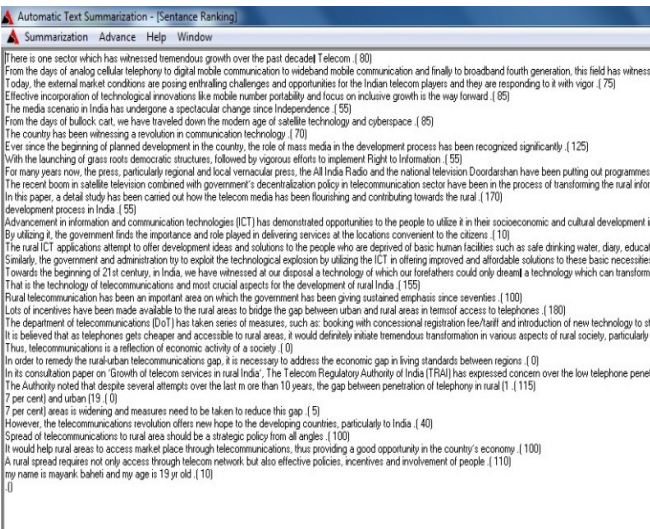 Automatic Text Summarization - [Sentance Ranking]
Summarization Advance Help Window
There is one sector which has witnessed tremendous growth over the past decade| Telecom .( 80)
From the days of analog cellular telephony to digital mobile communication to wideband mobile communication and finally to broadband fourth generation, this field has witness
Today, the external market conditions are posing enthralling challenges and opportunities for the Indian telecom players and they are responding to it with vigor .( 75)
Effective incorporation of technological innovations like mobile number portability and focus on inclusive growth is the way forward .( 85)
The media scenario in India has undergone a spectacular change since Independence .( 55)
From the days of bullock cart, we have traveled down the modern age of satellite technology and cyberspace .( 85)
The country has been witnessing a revolution in communication technology .( 70)
Ever since the beginning of planned development in the country, the role of mass media in the development process has been recognized significantly .( 125)
With the launching of grass roots democratic structures, followed by vigorous efforts to implement Right to Information .( 55)
For many years now, the press, particularly regional and local vernacular press, the All India Radio and the national television Doordarshan have been putting out programmes
The recent boom in satellite television combined with government's decentralization policy in telecommunication sector have been in the process of transforming the rural infor
In this paper, a detail study has been carried out how the telecom media has been flourishing and contributing towards the rural .( 170)
development process in India .( 55)
Advancement in information and communication technologies (ICT) has demonstrated opportunities to the people to utilize it in their socioeconomic and cultural development i
By utilizing it, the government finds the importance and role played in delivering services at the locations convenient to the citizens .( 10)
The rural ICT applications attempt to offer development ideas and solutions to the people who are deprived of basic human facilities such as safe drinking water, diary, educat
Similarly, the government and administration try to exploit the technological explosion by utilizing the ICT in offering improved and affordable solutions to these basic necessities
Towards the beginning of 21st century, in India, we have witnessed at our disposal a technology of which our forefathers could only dream| a technology which can transform
That is the technology of telecommunications and most crucial aspects for the development of rural India .( 155)
Rural telecommunication has been an important area on which the government has been giving sustained emphasis since seventies .( 100)
Lots of incentives have been made available to the rural areas to bridge the gap between urban and rural areas in termsof access to telephones .( 180)
The department of telecommunications (DoT) has taken series of measures, such as: booking with concessional registration fee/tariff and introduction of new technology to st
It is believed that as telephones gets cheaper and accessible to rural areas, it would definitely initiate tremendous transformation in various aspects of rural society, particularly
Thus, telecommunications is a reflection of economic activity of a society .( 0)
In order to remedy the rural-urban telecommunications gap, it is necessary to address the economic gap in living standards between regions .( 0)
In its consultation paper on 'Growth of telecom services in rural India', The Telecom Regulatory Authority of India (TRAI) has expressed concern over the low telephone penet
The Authority noted that despite several attempts over the last m ore than 10 years, the gap between penetration of telephony in rural (1 .( 115)
7 per cent) and urban (19 .( 0)
7 per cent) areas is widening and measures need to be taken to reduce this gap .( 5)
However, the telecommunications revolution offers new hope to the developing countries, particularly to India .( 40)
Spread of telecommunications to rural area should be a strategic policy from all angles .( 100)
It would help rural areas to access market place through telecommunications, thus providing a good opportunity in the country's economy .( 100)
A rural spread requires not only access through telecom network but also effective policies, incentives and involvement of people .( 110)
my name is mayank baheti and my age is 19 yr old .( 10)
.()